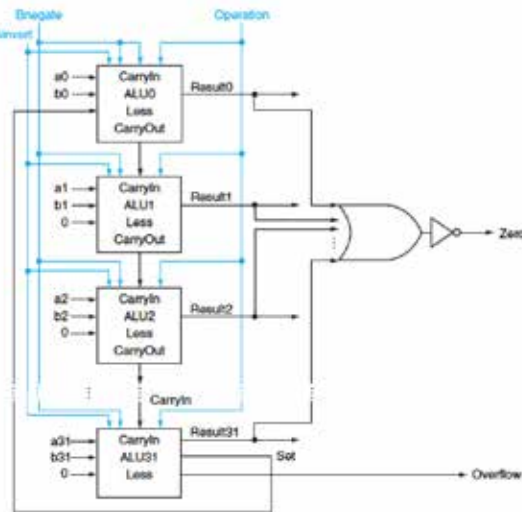 Bnegate Operation
Ainvert
a0 CarryIn Result0
b0 ALU0
Less
CarryOut
a1 CarryIn Result1
b1 ALU1
0 Less
CarryOut
Zero
a2 CarryIn
b2 ALU2 Result2
0 Less
CarryOut
CarryIn
a31 CarryIn Result31
b31 ALU31 Set
0 Less
Overflow